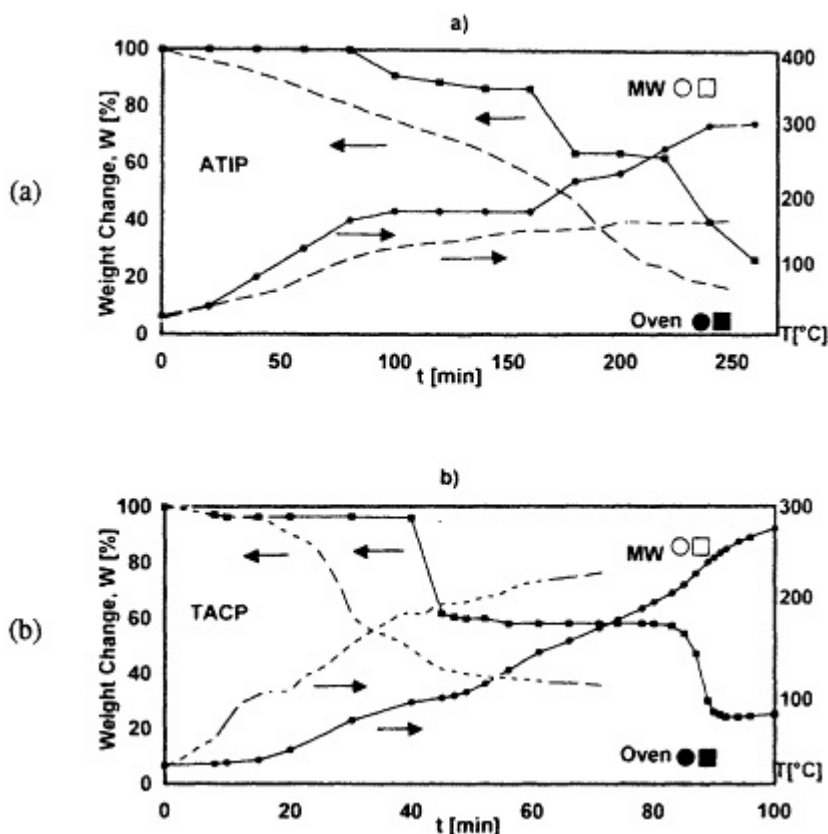 a)
(a)
Weight Change, W [%]
100
80
60
40
20
0
400
300
200
100
T[°C]
MW
ATIP
Oven
0 50 100 150 200 250
t [min]
b)
(b)
Weight Change, W [%]
100
80
60
40
20
0
300
200
100
T[°C]
MW
TACP
Oven
0 20 40 60 80 100
t [min]